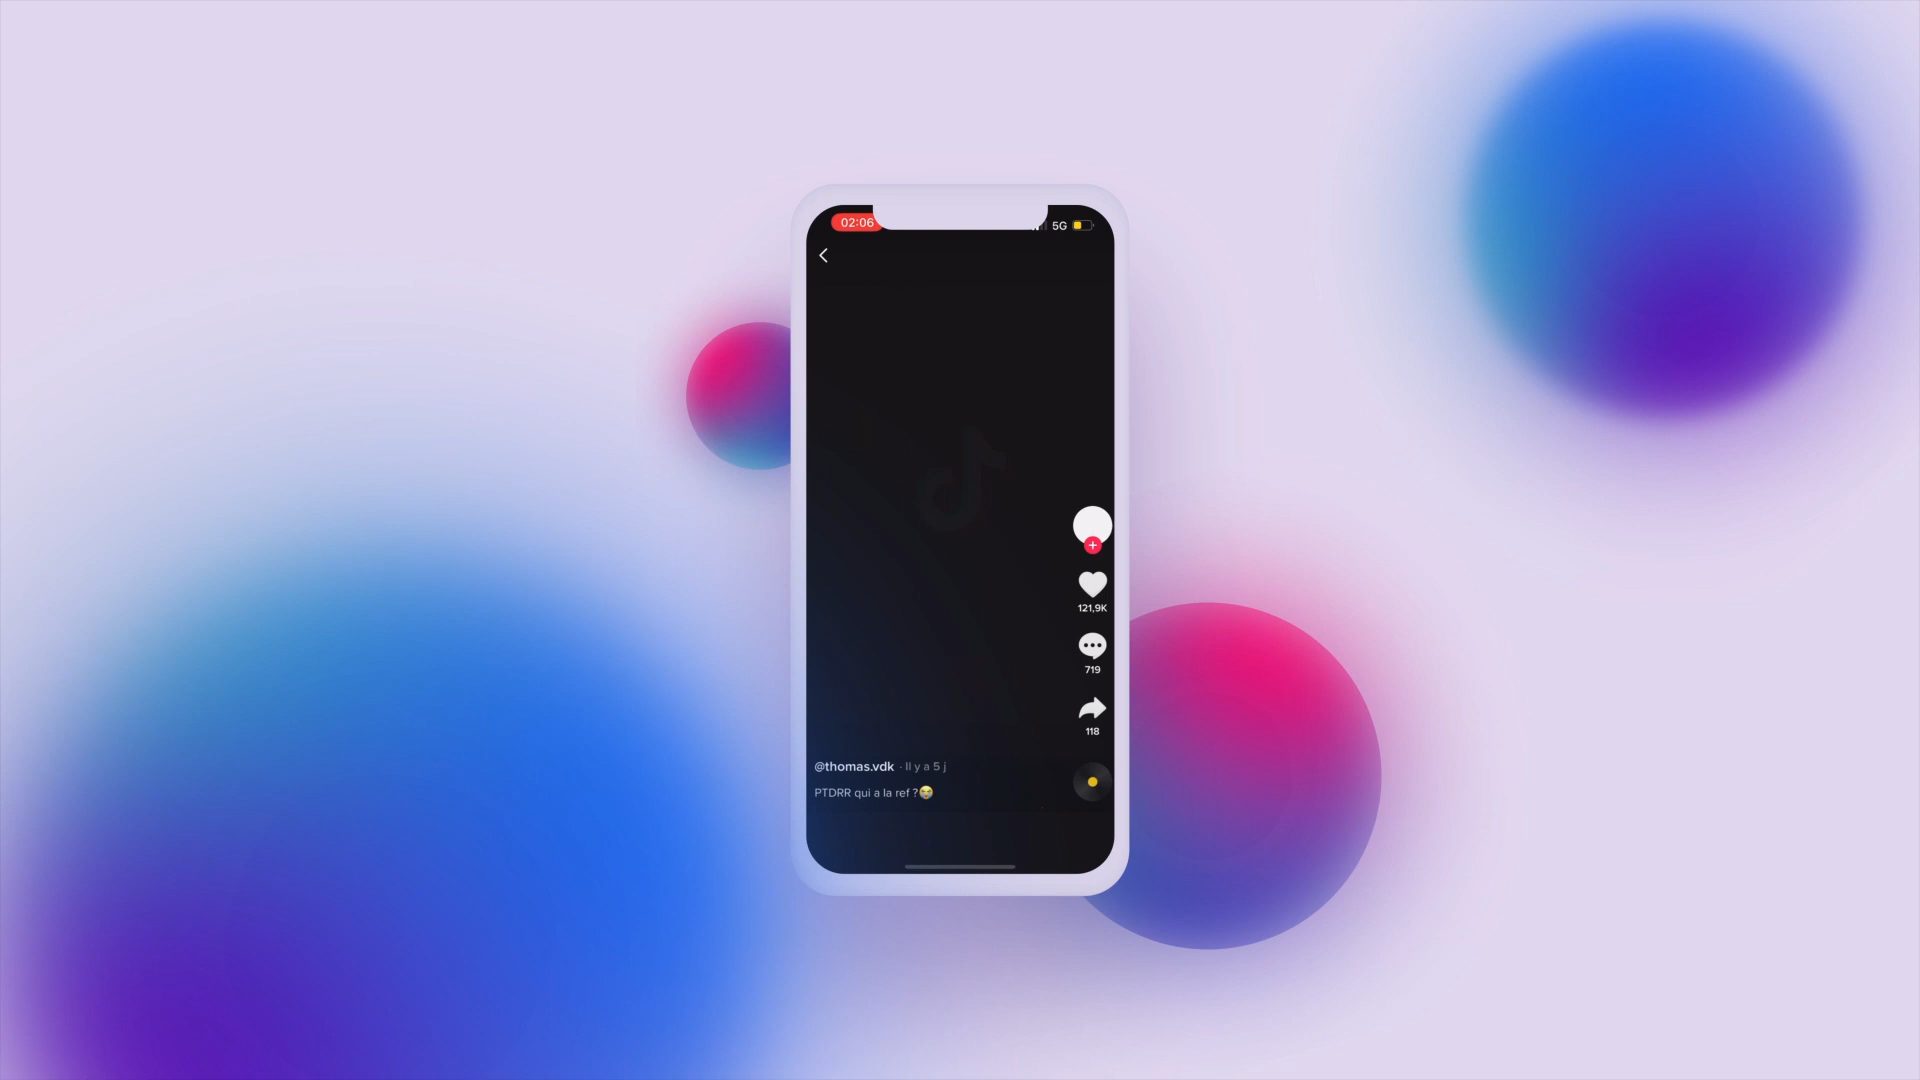 02:06
5G
121,9K
719
118
@thomas.vdk · Il y a 5 j
PTDRR qui a la ref ?😭